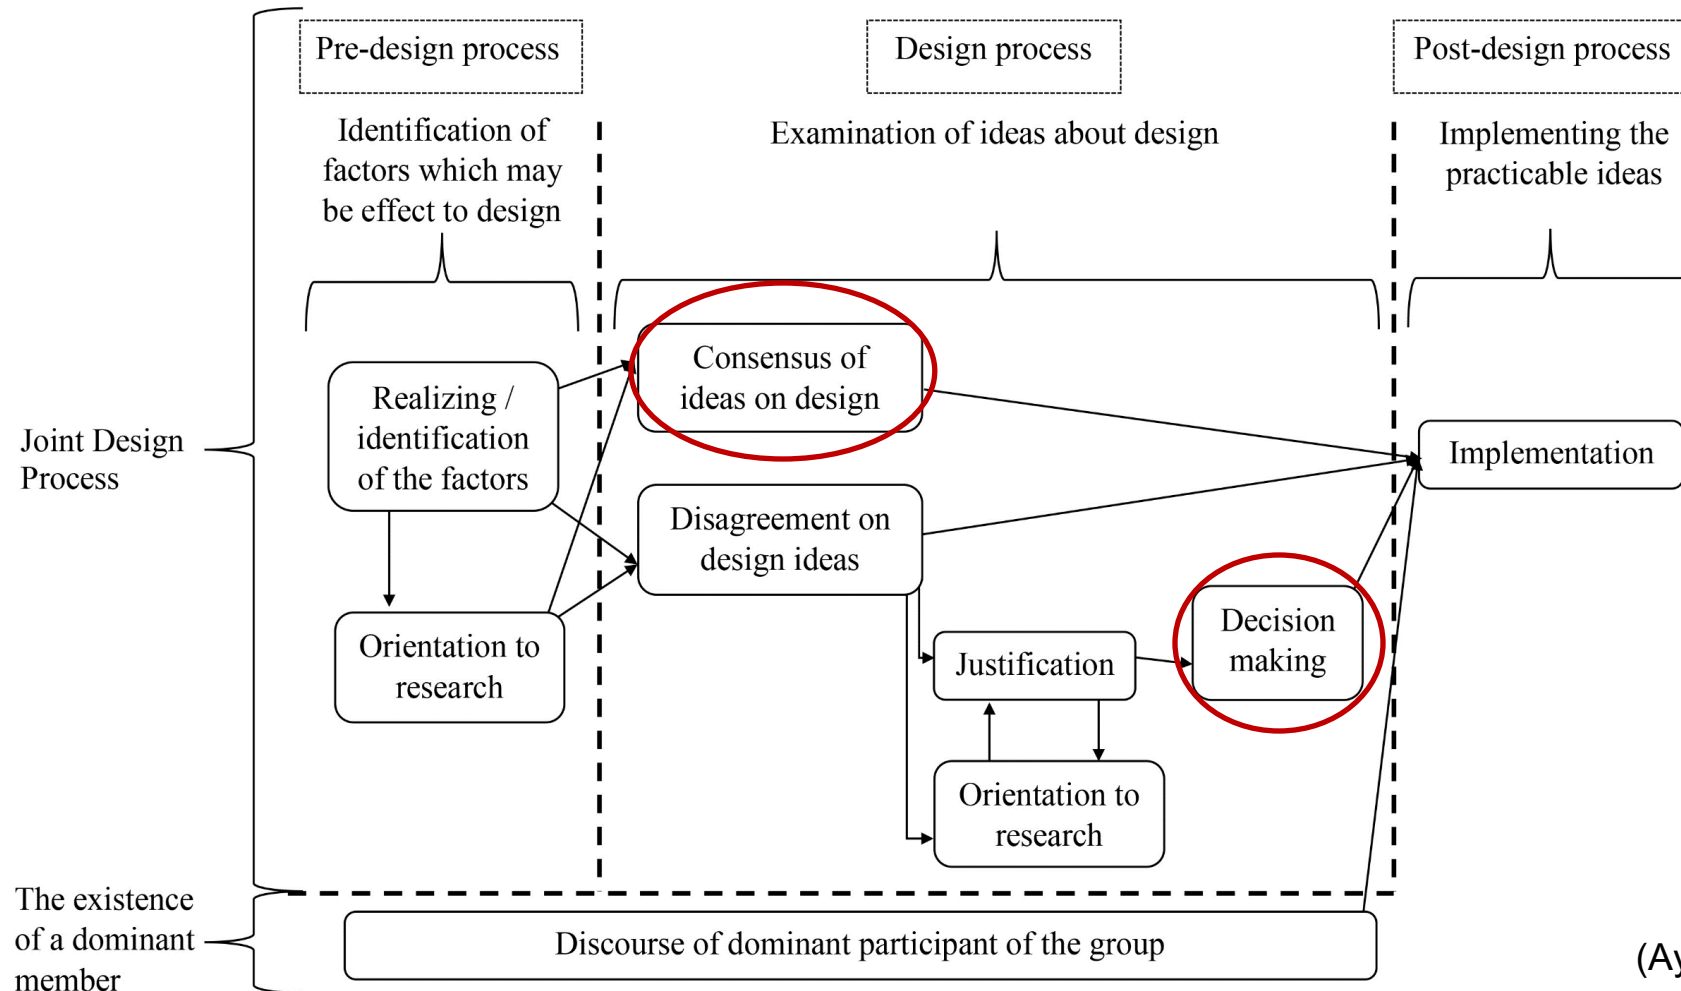 Pre-design process
Design process
Post-design process
Identification of
factors which may
be effect to design
Examination of ideas about design
Implementing the
practicable ideas
Joint Design
Process
Realizing /
identification
of the factors
Orientation to
research
Consensus of
ideas on design
Disagreement on
design ideas
Justification
Orientation to
research
Decision
making
Implementation
The existence
of a dominant
member
Discourse of dominant participant of the group
(Ay